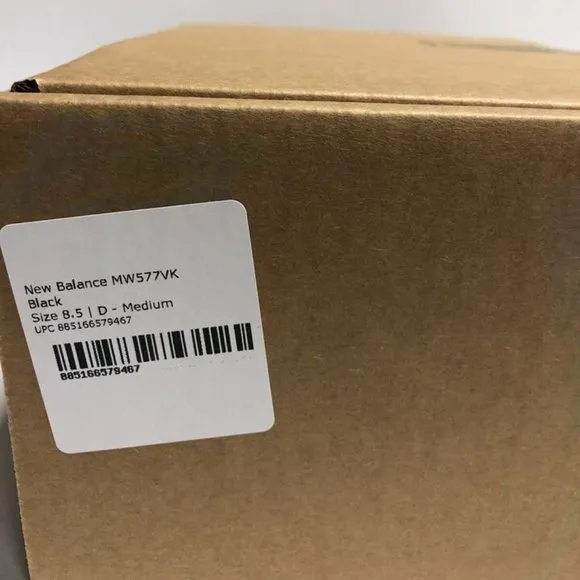 New Balance MW577VK
Black
Size 8.5 | D - Medium
UPC 885166579467
885166579467